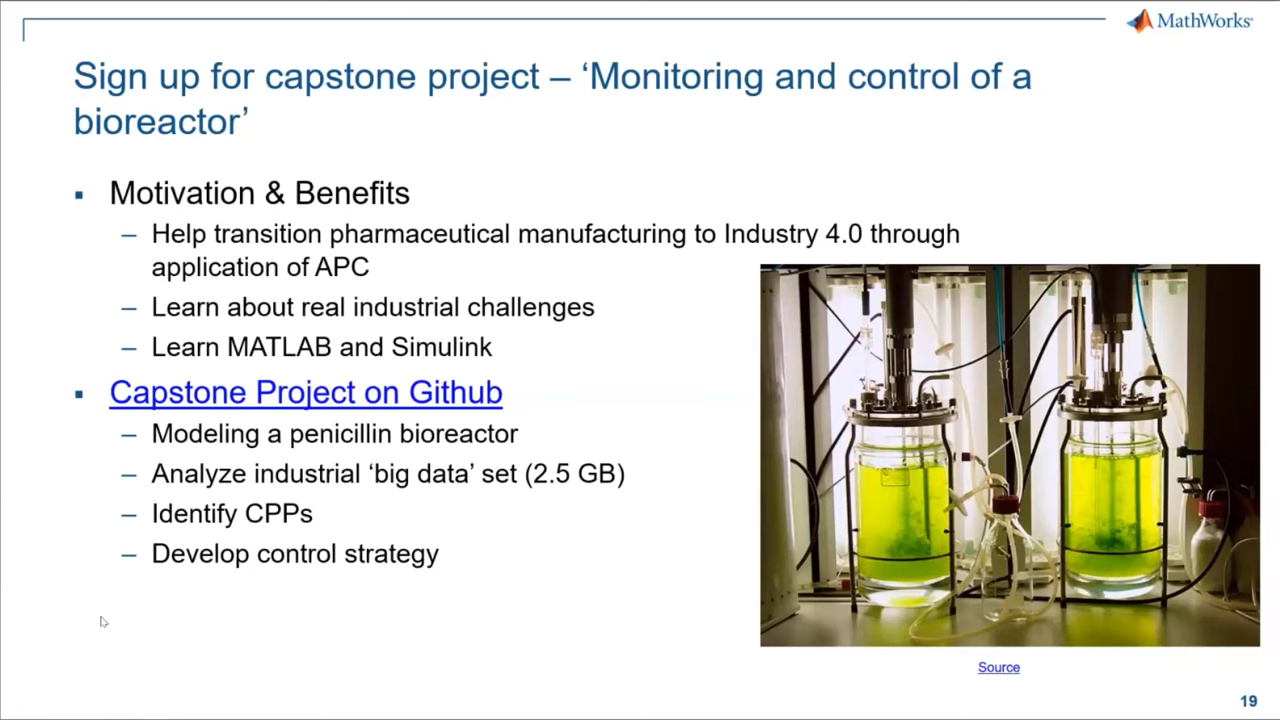 MathWorks
Sign up for capstone project – ‘Monitoring and control of a
bioreactor’
▪ Motivation & Benefits
– Help transition pharmaceutical manufacturing to Industry 4.0 through
application of APC
– Learn about real industrial challenges
– Learn MATLAB and Simulink
▪ Capstone Project on Github
– Modeling a penicillin bioreactor
– Analyze industrial ‘big data’ set (2.5 GB)
– Identify CPPs
– Develop control strategy
Source
19